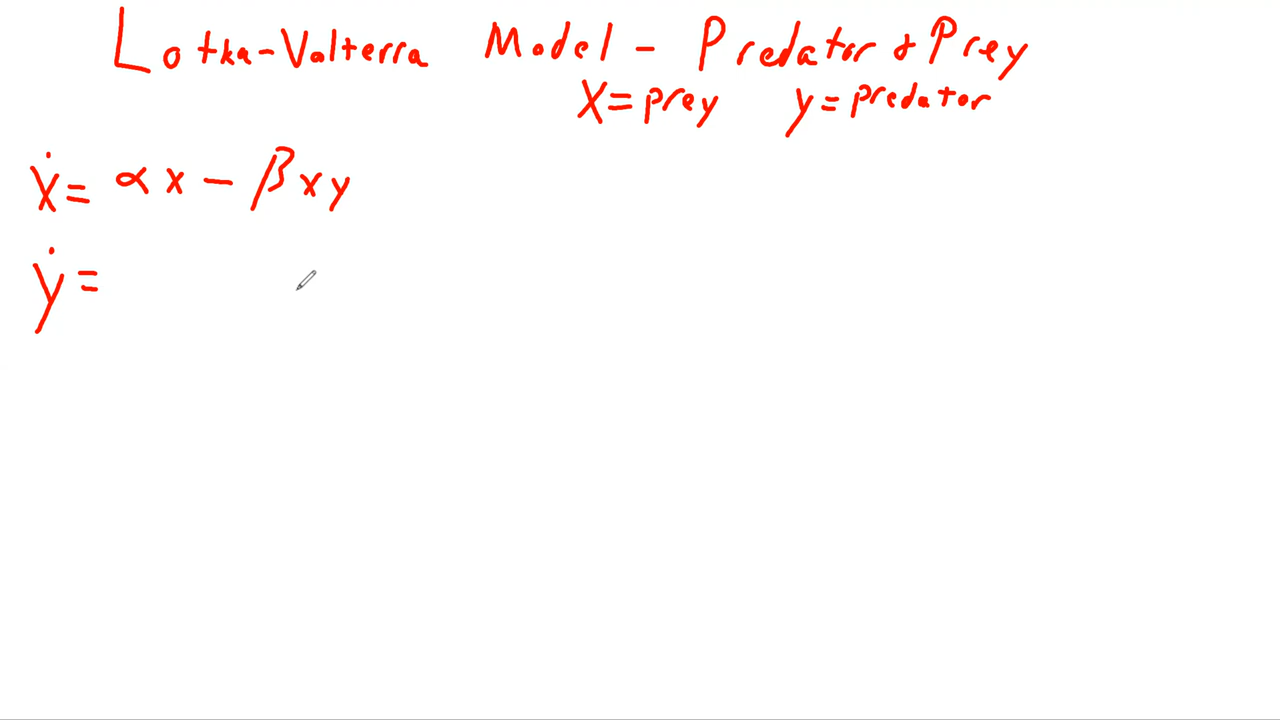 Lotka-Valterra Model - Predator & Prey
X = prey y = predator
ẋ = αx - βxy
ẏ =